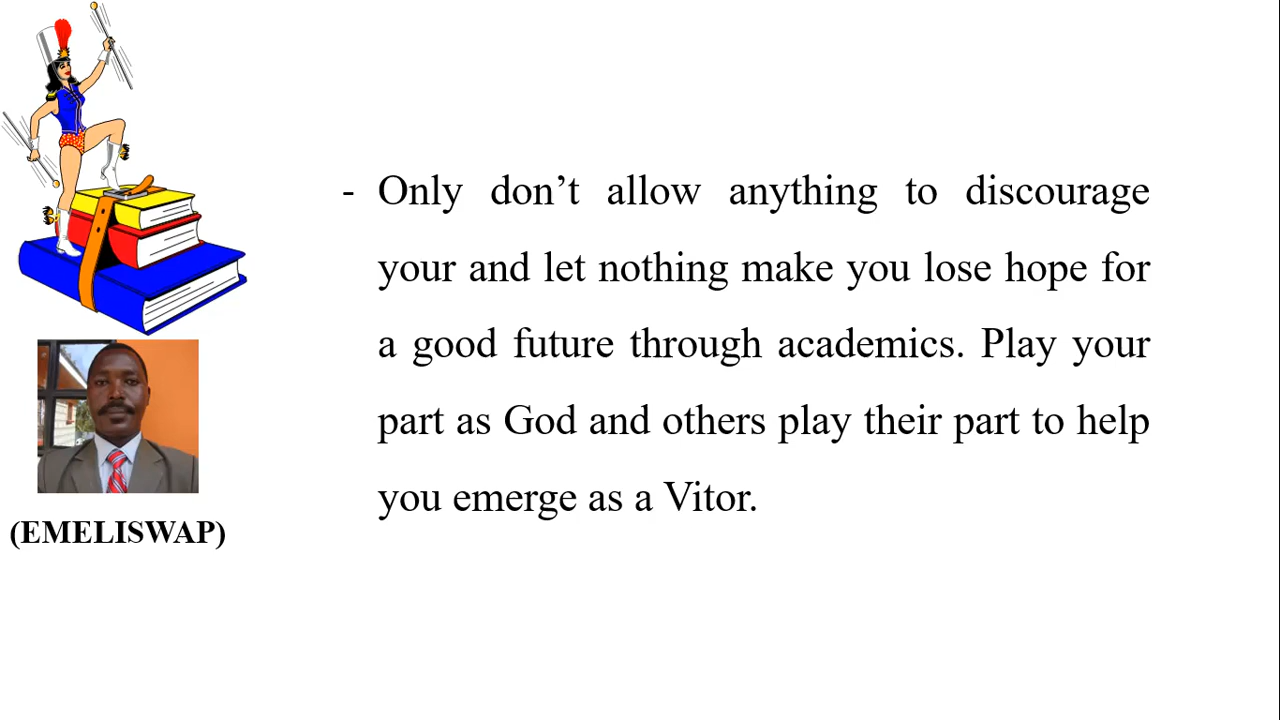 - Only don’t allow anything to discourage
your and let nothing make you lose hope for
a good future through academics. Play your
part as God and others play their part to help
you emerge as a Vitor.
(EMELISWAP)